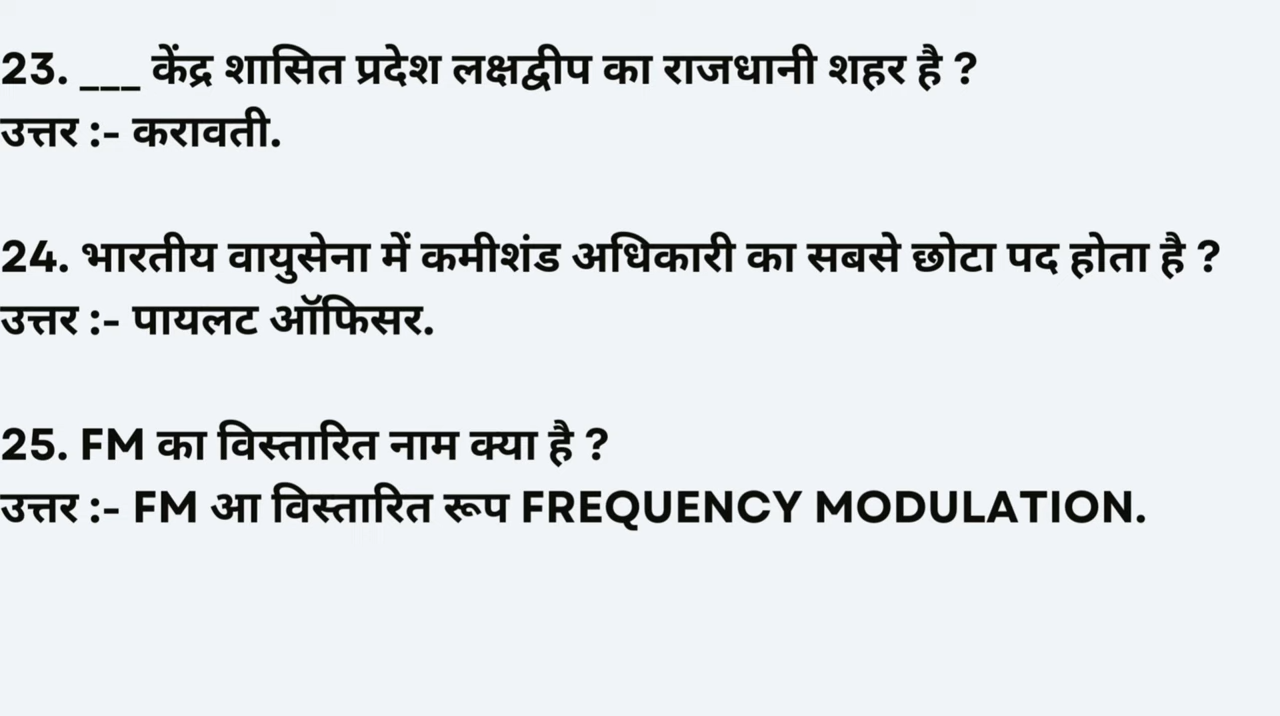 23. ___ केंद्र शासित प्रदेश लक्षद्वीप का राजधानी शहर है ?
उत्तर :- करावती.
24. भारतीय वायुसेना में कमीशंड अधिकारी का सबसे छोटा पद होता है ?
उत्तर :- पायलट ऑफिसर.
25. FM का विस्तारित नाम क्या है ?
उत्तर :- FM आ विस्तारित रूप FREQUENCY MODULATION.